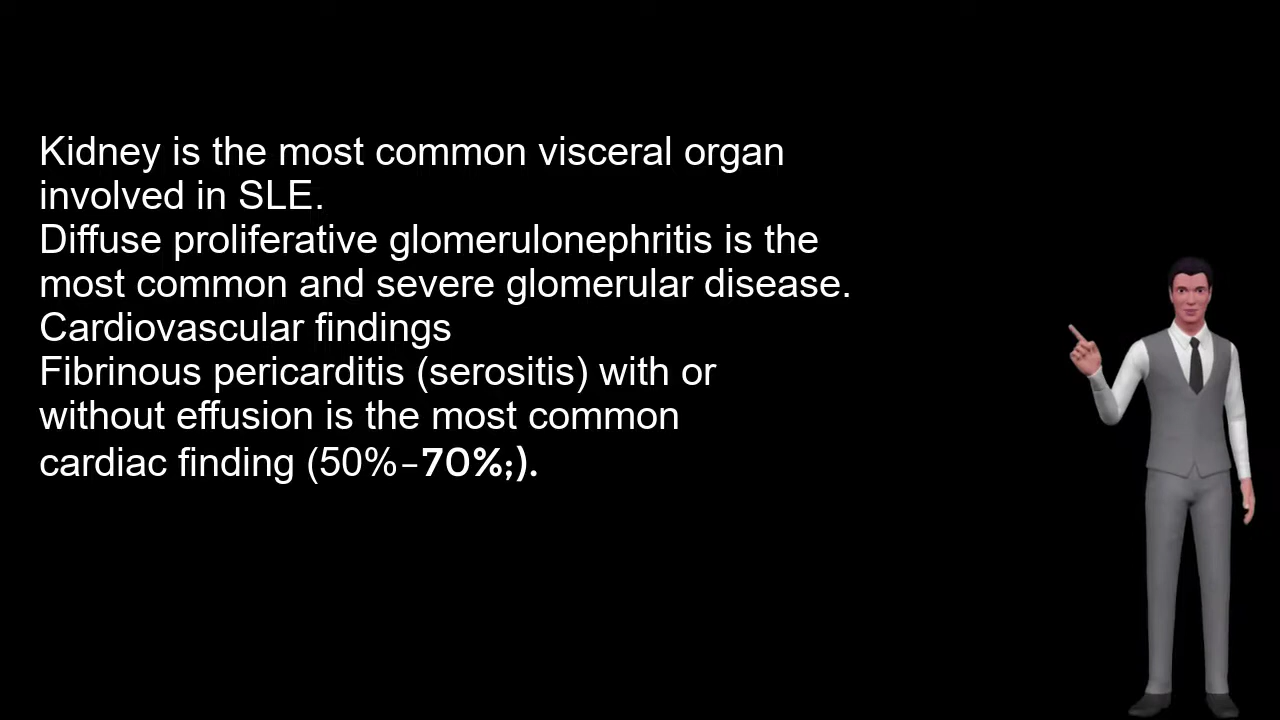 Kidney is the most common visceral organ
involved in SLE.
Diffuse proliferative glomerulonephritis is the
most common and severe glomerular disease.
Cardiovascular findings
Fibrinous pericarditis (serositis) with or
without effusion is the most common
cardiac finding (50%–70%;).